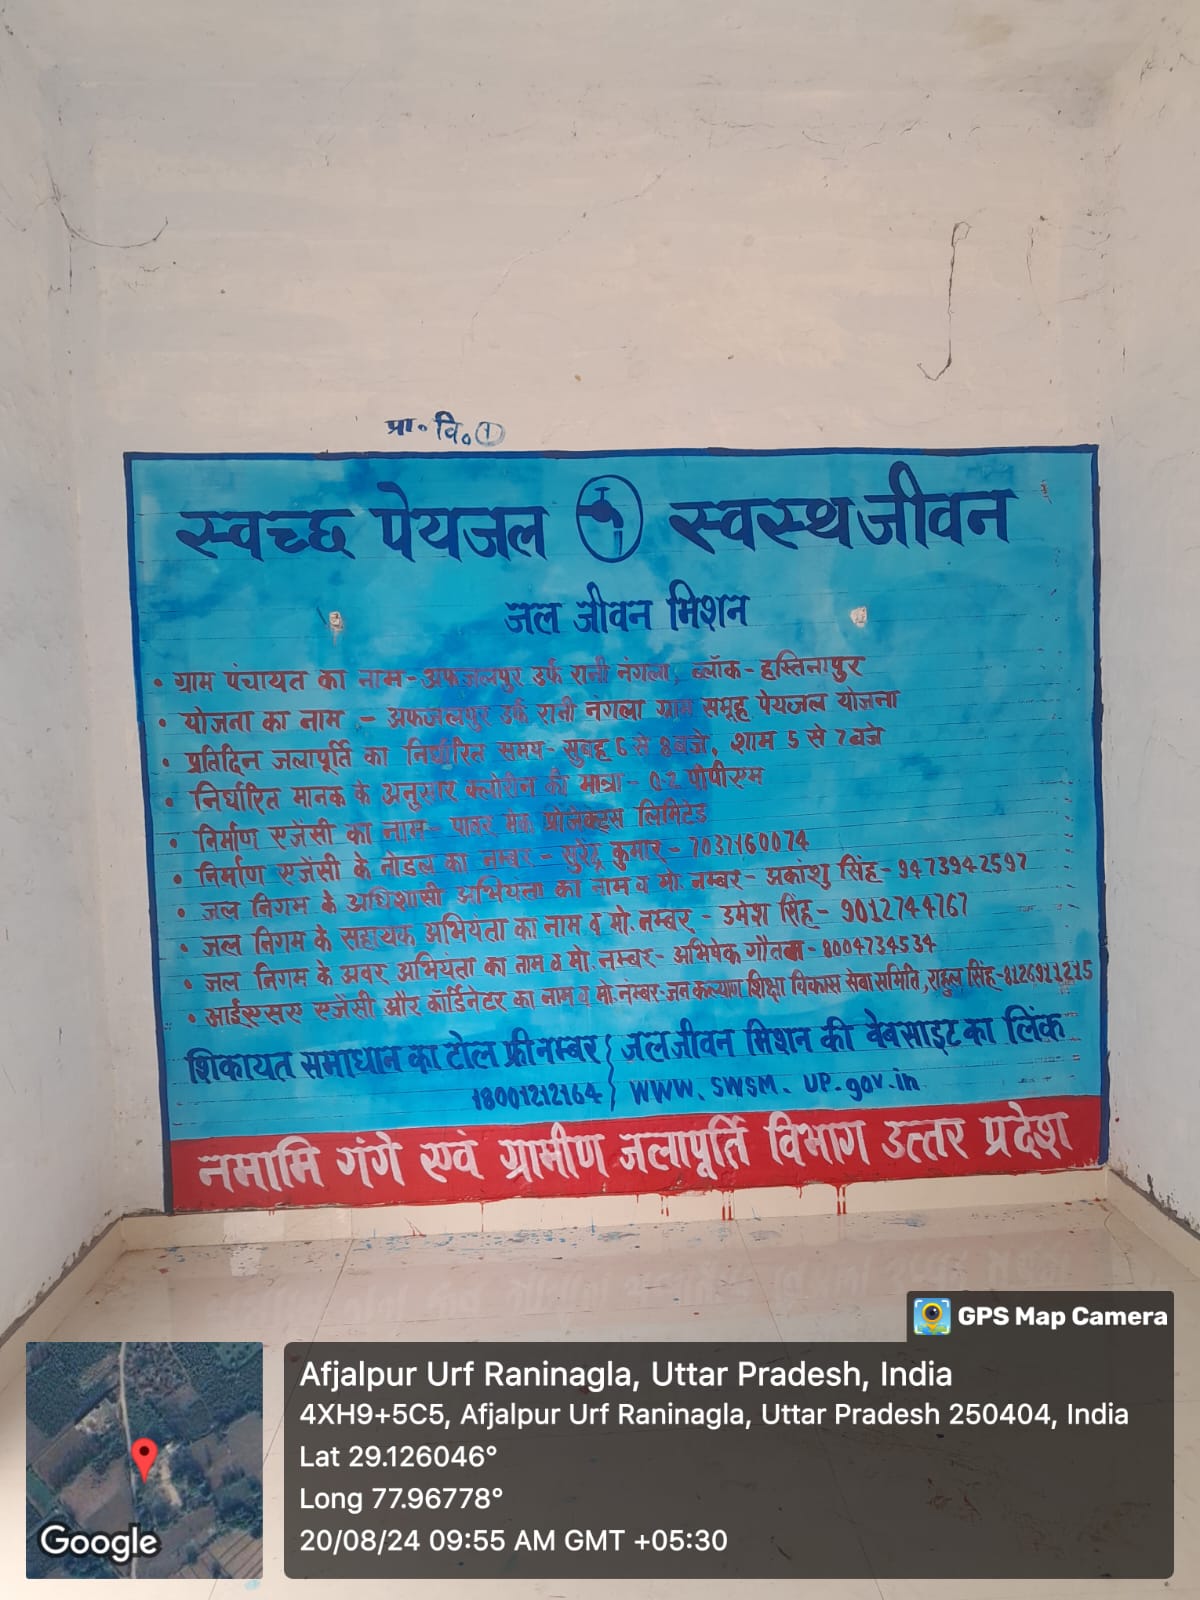 प्रा० वि० 1
स्वच्छ पेयजल स्वस्थ जीवन
जल जीवन मिशन
• ग्राम पंचायत का नाम - अफजलपुर उर्फ रानी नंगला, ब्लॉक - हस्तिनापुर
• योजना का नाम - अफजलपुर उर्फ रानी नंगला ग्राम समूह पेयजल योजना
• प्रतिदिन जलापूर्ति का निर्धारित समय - सुबह 6 से 8 बजे, शाम 5 से 7 बजे
• निर्धारित मानक के अनुसार क्लोरीन की मात्रा - 0.2 पीपीएम
• निर्माण एजेंसी का नाम - पावर मेक प्रोजेक्ट्स लिमिटेड
• निर्माण एजेंसी के नोडल का नम्बर - सुरेंद्र कुमार - 7037160074
• जल निगम के अधिशासी अभियंता का नाम व मो. नम्बर - अकांशु सिंह - 9473942597
• जल निगम के सहायक अभियंता का नाम व मो. नम्बर - उमेश सिंह - 9012744767
• जल निगम के अवर अभियंता का नाम व मो. नम्बर - अभिषेक गौतम - 8004734534
• आईएसए एजेंसी और कॉर्डिनेटर का नाम व मो. नम्बर - जन कल्याण शिक्षा विकास सेवा समिति, राहुल सिंह - 8126911215
शिकायत समाधान का टोल फ्री नम्बर जल जीवन मिशन की वेबसाइट का लिंक
18001212164 WWW. SWSM. UP. gov. in
नमामि गंगे एवं ग्रामीण जलापूर्ति विभाग उत्तर प्रदेश
GPS Map Camera
Afjalpur Urf Raninagla, Uttar Pradesh, India
4XH9+5C5, Afjalpur Urf Raninagla, Uttar Pradesh 250404, India
Lat 29.126046°
Long 77.96778°
20/08/24 09:55 AM GMT +05:30
Google